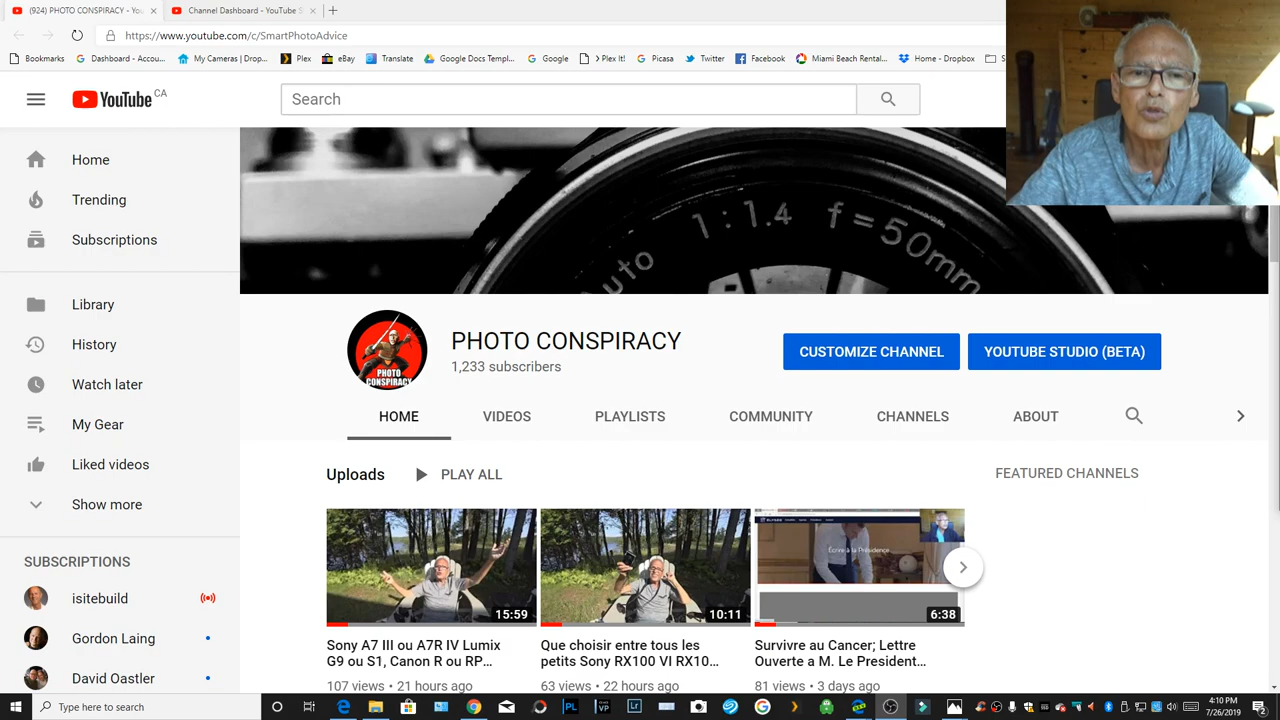 (924) PHOTO CONSPIRACY - You
Channel Dashboard - YouTube S
https://www.youtube.com/c/SmartPhotoAdvice
Bookmarks
Dashboard - Accou...
My Cameras | Drop...
Plex
eBay
Translate
Google Docs Templ...
Google
> Plex It!
Picasa
Twitter
Facebook
Miami Beach Rental...
Home - Dropbox
YouTube CA
Search
Home
Trending
Subscriptions
Library
History
Watch later
My Gear
Liked videos
Show more
SUBSCRIPTIONS
isitebuild
Gordon Laing
David Oastler
auto 1:1.4 f=50mm
PHOTO
CONSPIRACY
PHOTO CONSPIRACY
1,233 subscribers
CUSTOMIZE CHANNEL
YOUTUBE STUDIO (BETA)
HOME
VIDEOS
PLAYLISTS
COMMUNITY
CHANNELS
ABOUT
Uploads
PLAY ALL
FEATURED CHANNELS
15:59
Sony A7 III ou A7R IV Lumix
G9 ou S1, Canon R ou RP...
107 views • 21 hours ago
10:11
Que choisir entre tous les
petits Sony RX100 VI RX10...
63 views • 22 hours ago
Écrire à la Présidence
6:38
Survivre au Cancer; Lettre
Ouverte a M. Le President...
81 views • 3 days ago
Type here to search
4:10 PM
7/26/2019